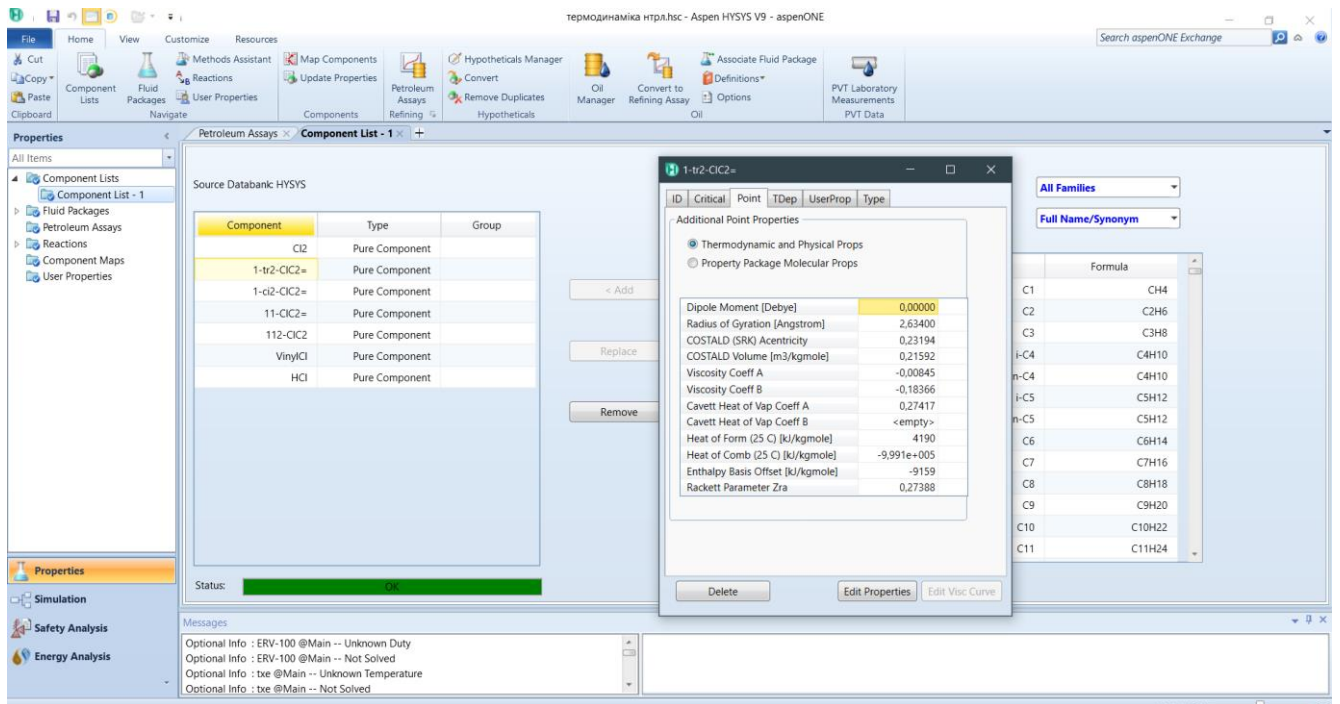 термодинаміка нтрл.hsc - Aspen HYSYS V9 - aspenONE
File Home View Customize Resources
Search aspenONE Exchange
Cut
Copy
Paste
Clipboard
Component Lists
Fluid Packages
Methods Assistant
Reactions
User Properties
Navigate
Map Components
Update Properties
Components
Petroleum Assays
Refining
Hypotheticals Manager
Convert
Remove Duplicates
Hypotheticals
Oil Manager
Convert to Refining Assay
Associate Fluid Package
Definitions
Options
Oil
PVT Laboratory Measurements
PVT Data
Properties
All Items
Component Lists
Component List - 1
Fluid Packages
Petroleum Assays
Reactions
Component Maps
User Properties
Properties
Simulation
Safety Analysis
Energy Analysis
Petroleum Assays Component List - 1 +
Source Databank: HYSYS
Component Type Group
Cl2 Pure Component
1-tr2-ClC2= Pure Component
1-ci2-ClC2= Pure Component
11-ClC2= Pure Component
112-ClC2 Pure Component
VinylCl Pure Component
HCl Pure Component
Status: OK
< Add
Replace
Remove
1-tr2-ClC2=
ID Critical Point TDep UserProp Type
Additional Point Properties
Thermodynamic and Physical Props
Property Package Molecular Props
Dipole Moment [Debye] 0,00000
Radius of Gyration [Angstrom] 2,63400
COSTALD (SRK) Acentricity 0,23194
COSTALD Volume [m3/kgmole] 0,21592
Viscosity Coeff A -0,00845
Viscosity Coeff B -0,18366
Cavett Heat of Vap Coeff A 0,27417
Cavett Heat of Vap Coeff B <empty>
Heat of Form (25 C) [kJ/kgmole] 4190
Heat of Comb (25 C) [kJ/kgmole] -9,991e+005
Enthalpy Basis Offset [kJ/kgmole] -9159
Rackett Parameter Zra 0,27388
Delete Edit Properties Edit Visc Curve
All Families
Full Name/Synonym
Formula
C1 CH4
C2 C2H6
C3 C3H8
i-C4 C4H10
n-C4 C4H10
i-C5 C5H12
n-C5 C5H12
C6 C6H14
C7 C7H16
C8 C8H18
C9 C9H20
C10 C10H22
C11 C11H24
Messages
Optional Info : ERV-100 @Main -- Unknown Duty
Optional Info : ERV-100 @Main -- Not Solved
Optional Info : txe @Main -- Unknown Temperature
Optional Info : txe @Main -- Not Solved